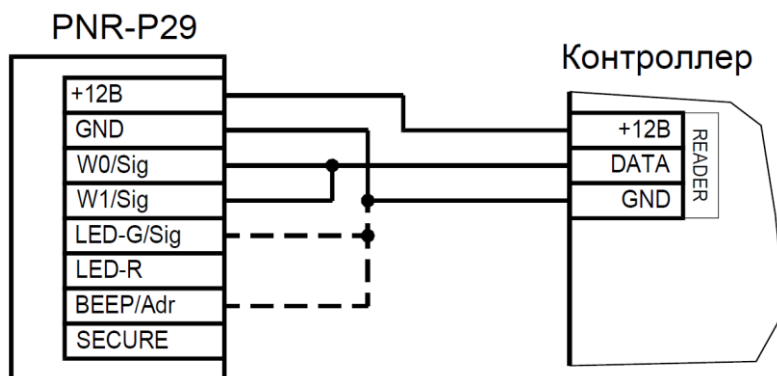 PNR-P29
Контроллер
+12В
GND
W0/Sig
W1/Sig
LED-G/Sig
LED-R
BEEP/Adr
SECURE
+12В
DATA
GND
READER